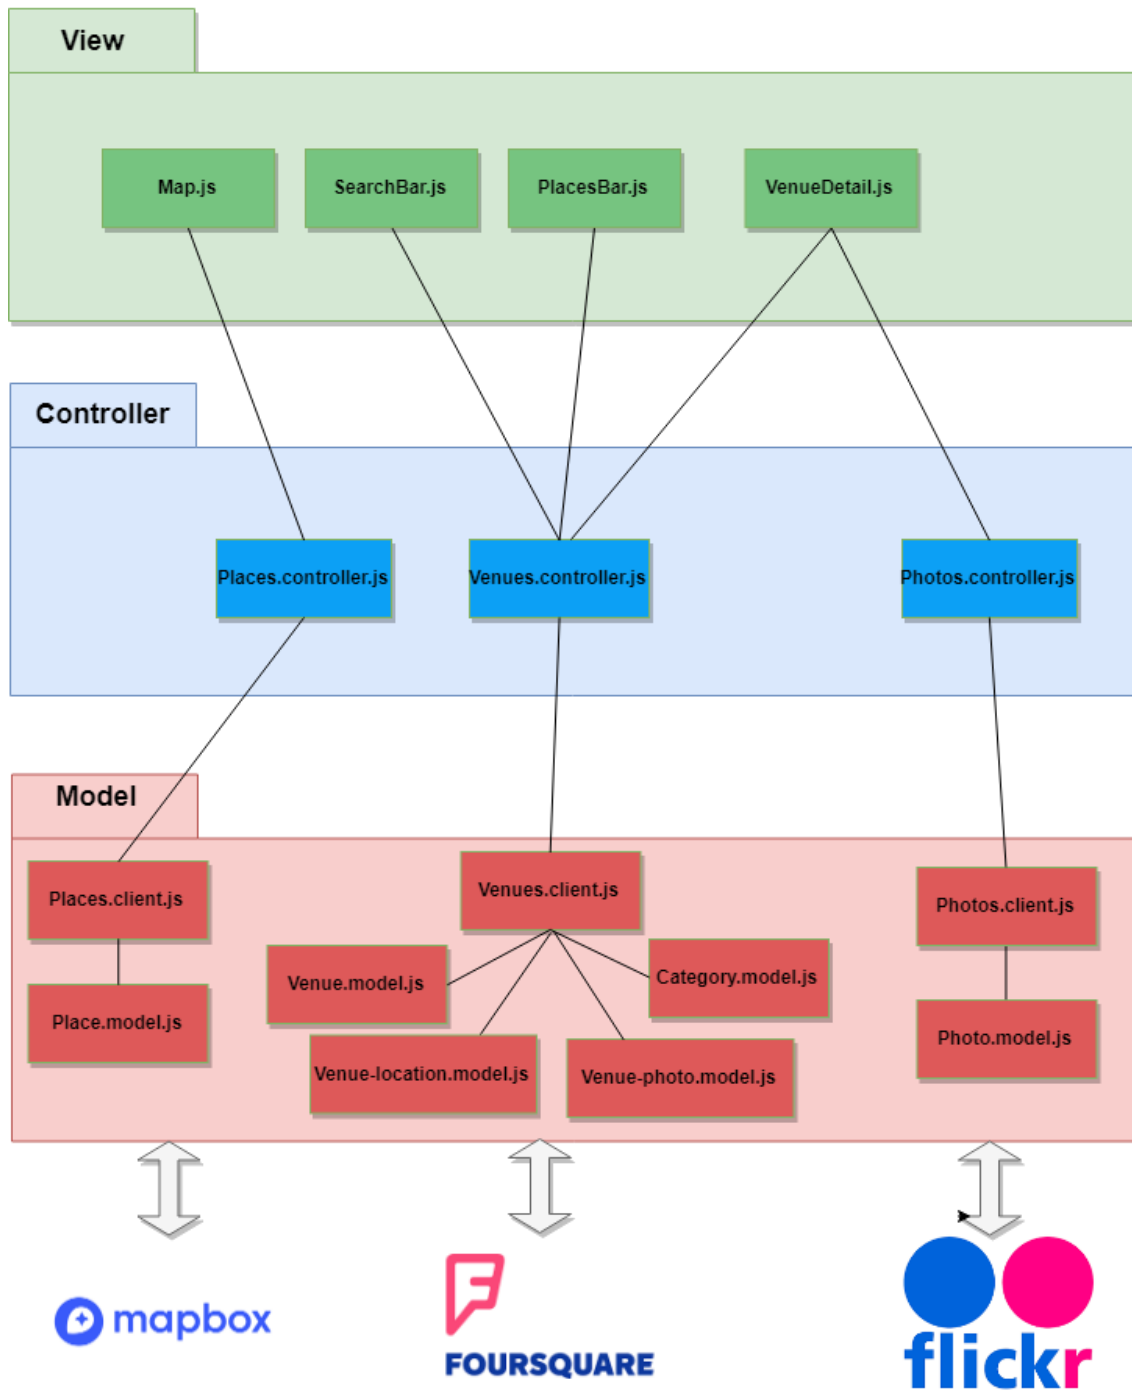 View
Map.js
SearchBar.js
PlacesBar.js
VenueDetail.js
Controller
Places.controller.js
Venues.controller.js
Photos.controller.js
Model
Places.client.js
Venues.client.js
Photos.client.js
Venue.model.js
Category.model.js
Place.model.js
Photo.model.js
Venue-location.model.js
Venue-photo.model.js
mapbox
FOURSQUARE
flickr